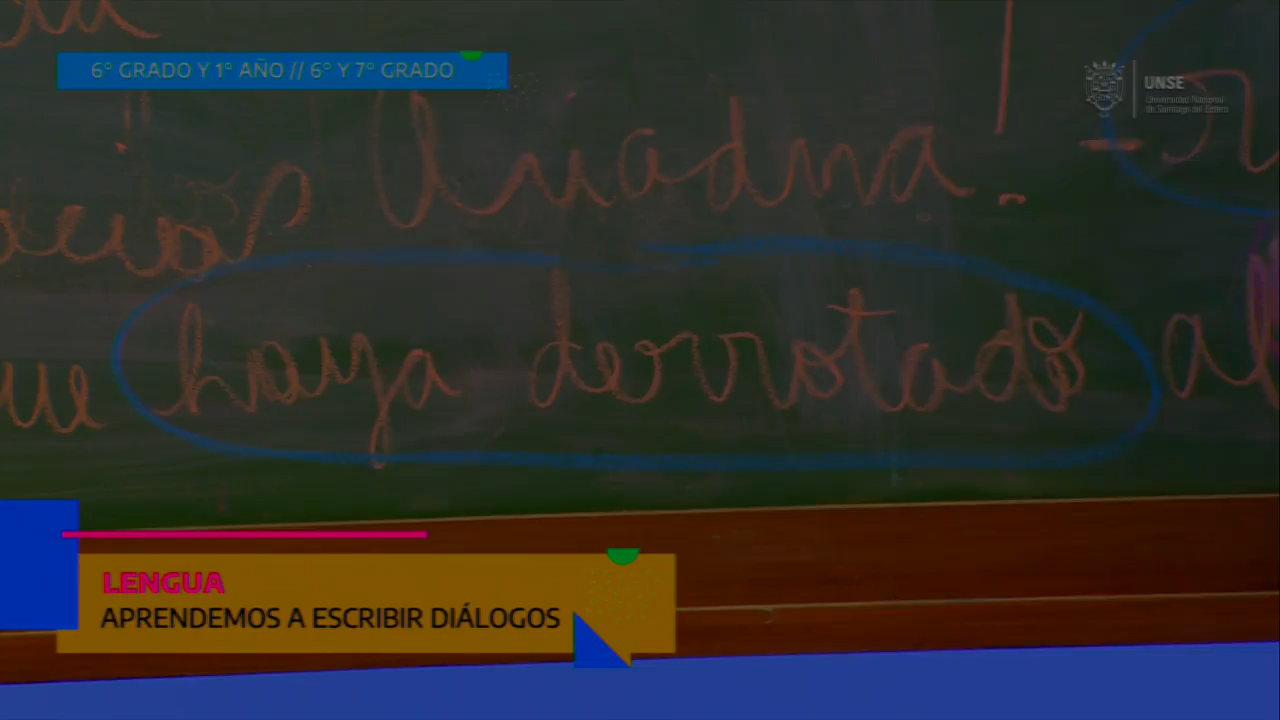 6° GRADO Y 1° AÑO // 6° Y 7° GRADO
UNSE
Universidad Nacional
de Santiago del Estero
Ariadna! -
haya derrotado al
LENGUA
APRENDEMOS A ESCRIBIR DIÁLOGOS